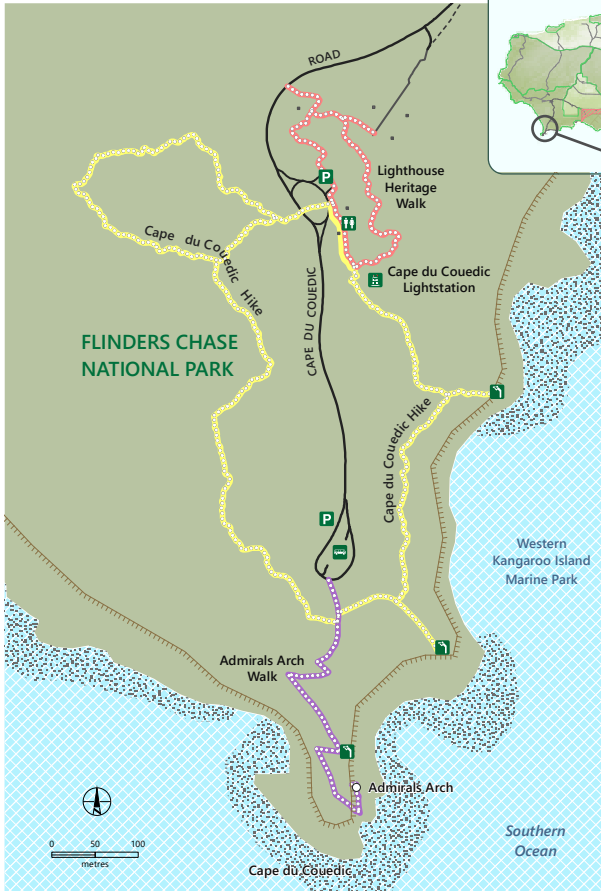 ROAD
P
Lighthouse
Heritage
Walk
Cape du Couedic Hike
Cape du Couedic
Lightstation
CAPE DU COUEDIC
FLINDERS CHASE
NATIONAL PARK
Cape du Couedic Hike
P
Western
Kangaroo Island
Marine Park
Admirals Arch
Walk
Admirals Arch
0 50 100
metres
Southern
Ocean
Cape du Couedic